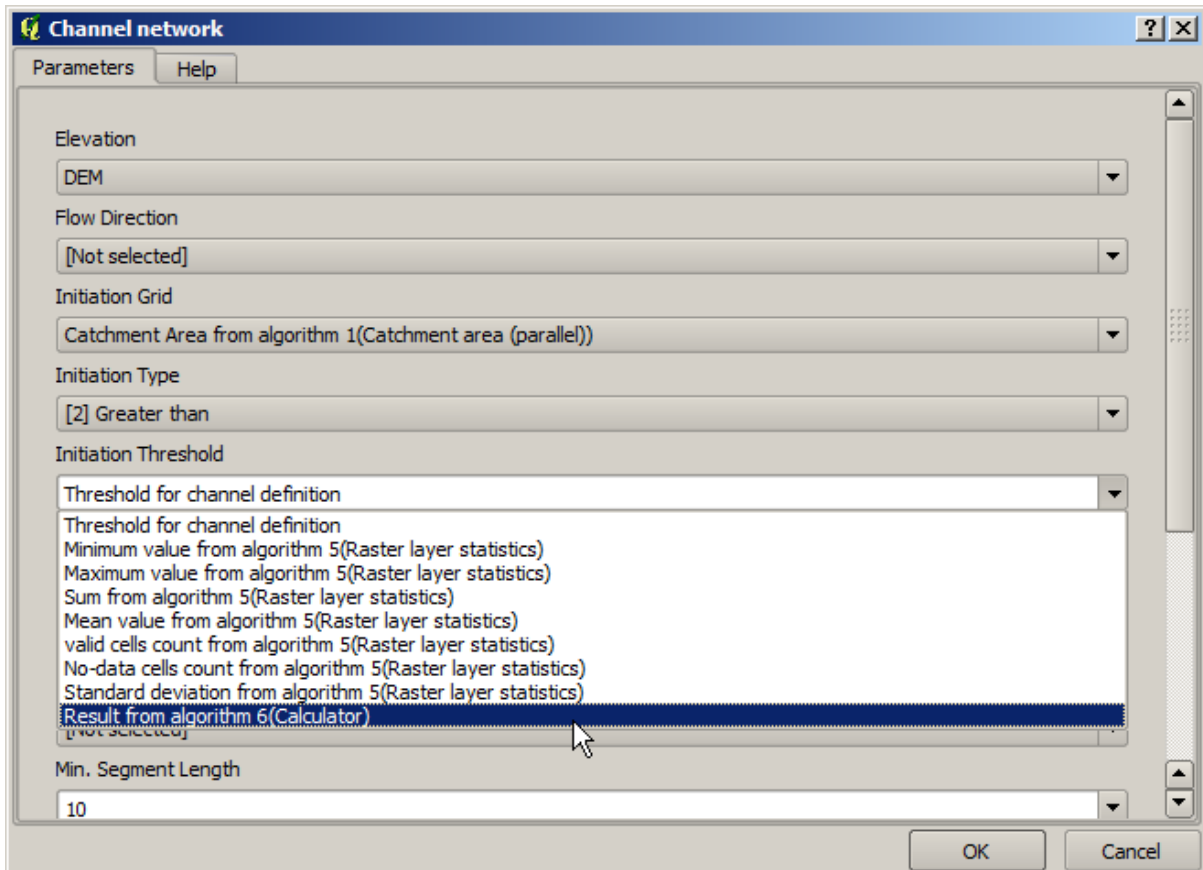 Channel network
Parameters Help
Elevation
DEM
Flow Direction
[Not selected]
Initiation Grid
Catchment Area from algorithm 1(Catchment area (parallel))
Initiation Type
[2] Greater than
Initiation Threshold
Threshold for channel definition
Threshold for channel definition
Minimum value from algorithm 5(Raster layer statistics)
Maximum value from algorithm 5(Raster layer statistics)
Sum from algorithm 5(Raster layer statistics)
Mean value from algorithm 5(Raster layer statistics)
valid cells count from algorithm 5(Raster layer statistics)
No-data cells count from algorithm 5(Raster layer statistics)
Standard deviation from algorithm 5(Raster layer statistics)
Result from algorithm 6(Calculator)
[Not selected]
Min. Segment Length
10
OK Cancel